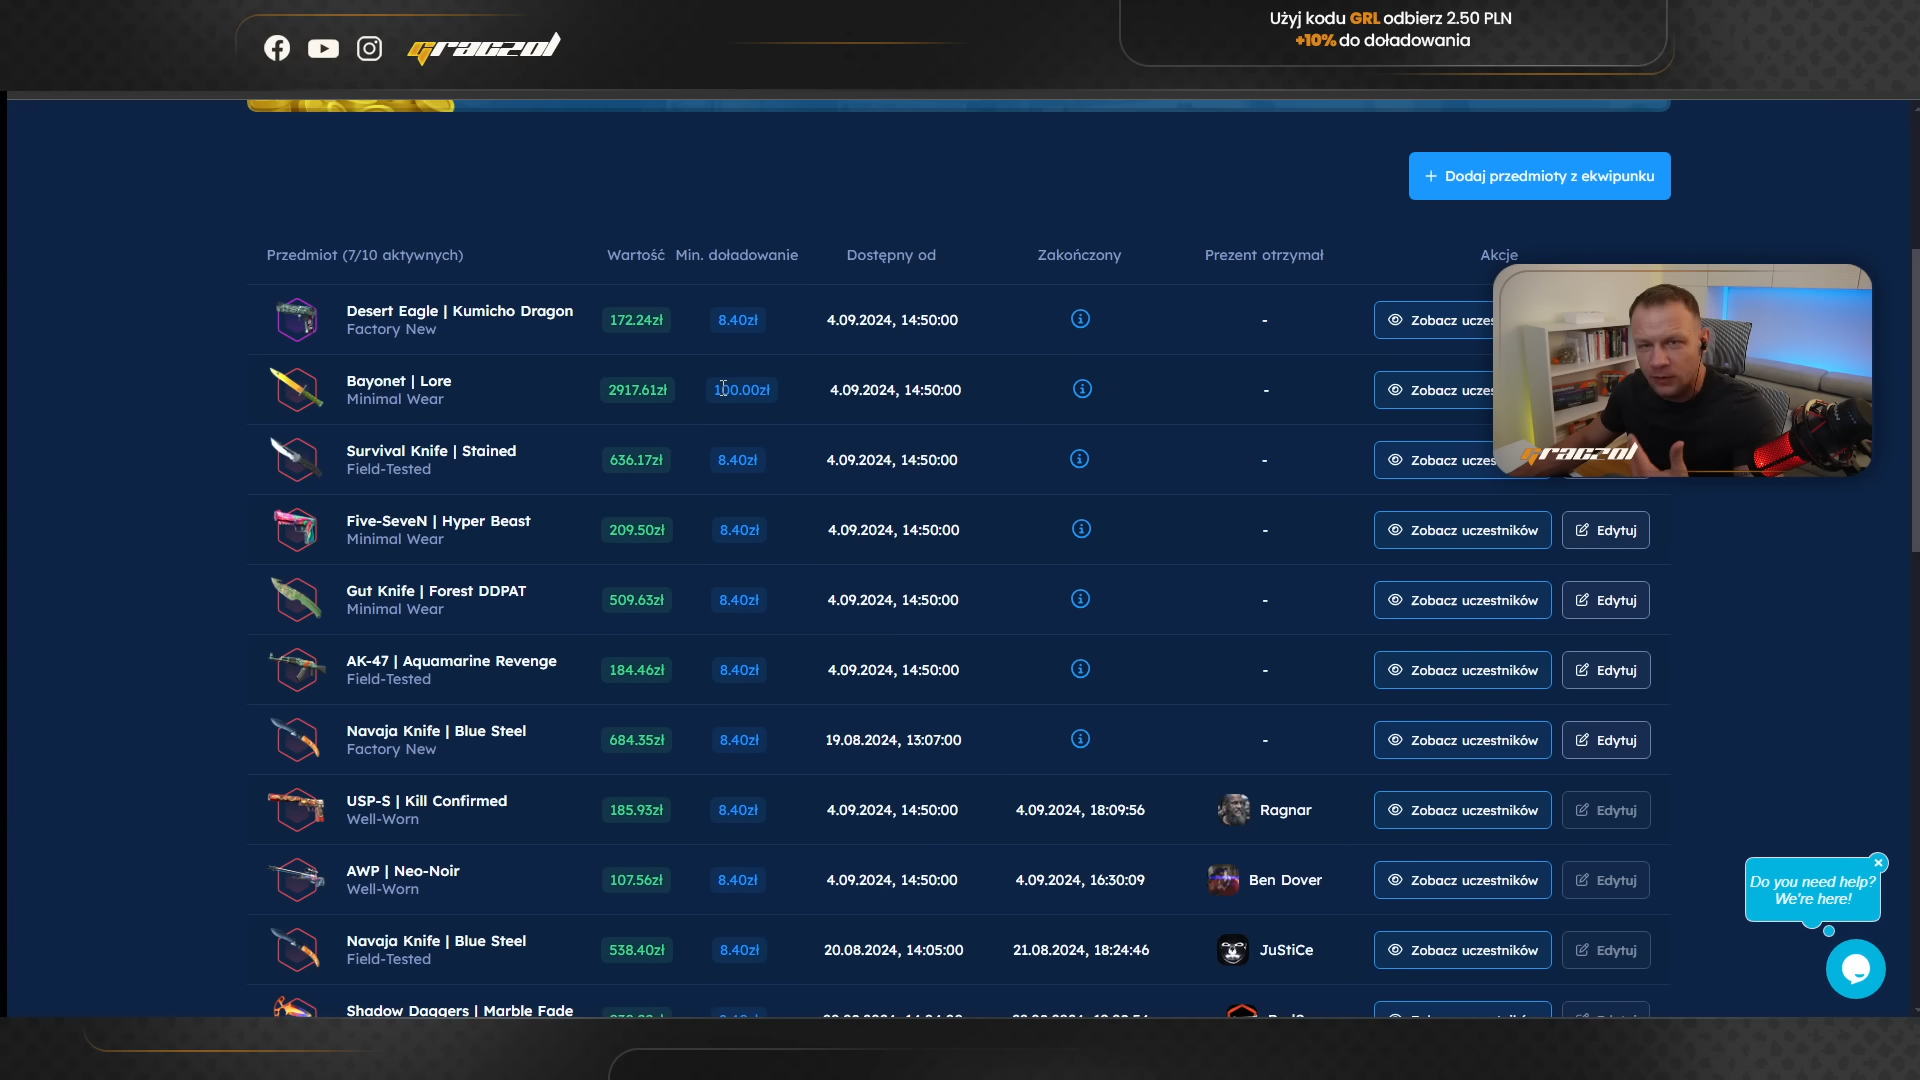 Użyj kodu GRL odbierz 2.50 PLN
+10% do doładowania
graczol
+ Dodaj przedmioty z ekwipunku
Przedmiot (7/10 aktywnych) Wartość Min. doładowanie Dostępny od Zakończony Prezent otrzymał Akcje
Desert Eagle | Kumicho Dragon
Factory New
172.24zł 8.40zł 4.09.2024, 14:50:00 - Zobacz uczes
Bayonet | Lore
Minimal Wear
2917.61zł 100.00zł 4.09.2024, 14:50:00 - Zobacz uczes
Survival Knife | Stained
Field-Tested
636.17zł 8.40zł 4.09.2024, 14:50:00 - Zobacz uczes
graczol
Five-SeveN | Hyper Beast
Minimal Wear
209.50zł 8.40zł 4.09.2024, 14:50:00 - Zobacz uczestników Edytuj
Gut Knife | Forest DDPAT
Minimal Wear
509.63zł 8.40zł 4.09.2024, 14:50:00 - Zobacz uczestników Edytuj
AK-47 | Aquamarine Revenge
Field-Tested
184.46zł 8.40zł 4.09.2024, 14:50:00 - Zobacz uczestników Edytuj
Navaja Knife | Blue Steel
Factory New
684.35zł 8.40zł 19.08.2024, 13:07:00 - Zobacz uczestników Edytuj
USP-S | Kill Confirmed
Well-Worn
185.93zł 8.40zł 4.09.2024, 14:50:00 4.09.2024, 18:09:56 Ragnar Zobacz uczestników Edytuj
AWP | Neo-Noir
Well-Worn
107.56zł 8.40zł 4.09.2024, 14:50:00 4.09.2024, 16:30:09 Ben Dover Zobacz uczestników Edytuj
Do you need help?
We're here!
Navaja Knife | Blue Steel
Field-Tested
538.40zł 8.40zł 20.08.2024, 14:05:00 21.08.2024, 18:24:46 JuStiCe Zobacz uczestników Edytuj
Shadow Daggers | Marble Fade